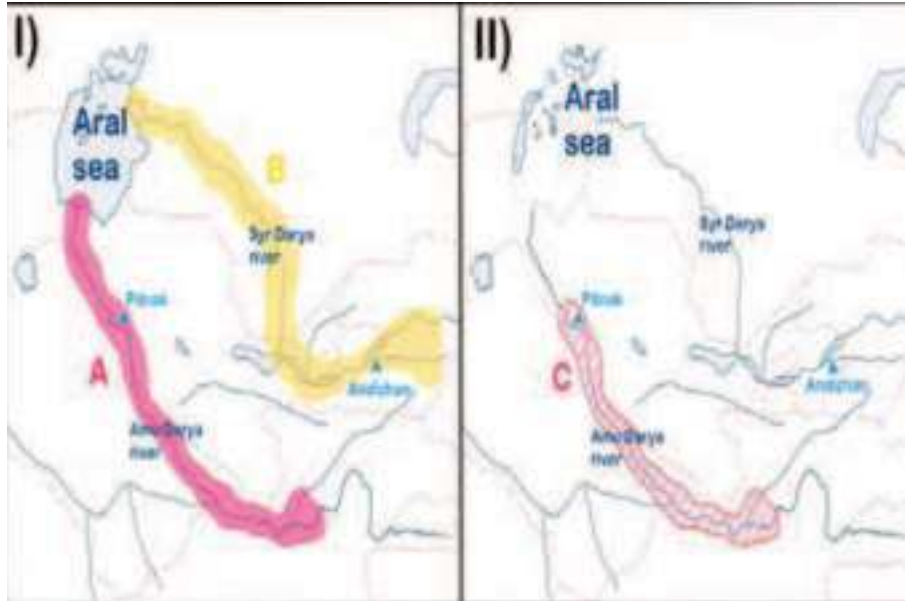 I)
Aral
sea
B
Syr Darya
river
Pitnak
A
Andizhan
Amu Darya
river
II)
Aral
sea
Syr Darya
river
Pitnak
C
Andizhan
Amu Darya
river